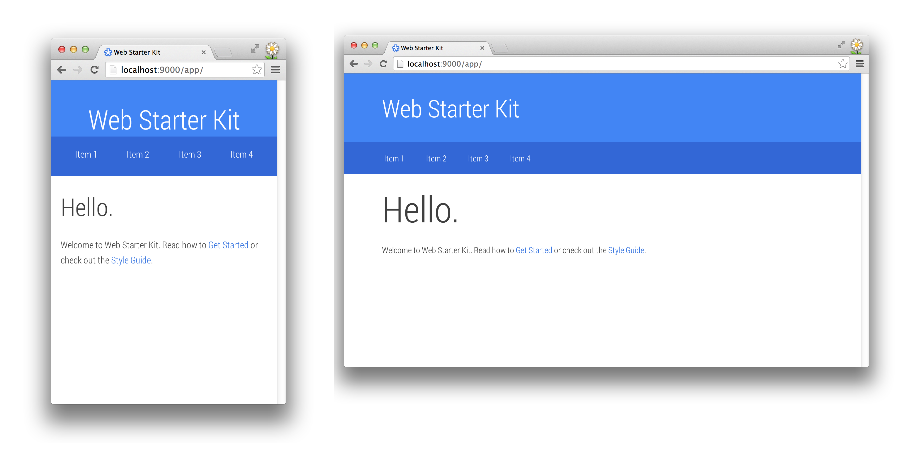 Web Starter Kit
localhost:9000/app/
Web Starter Kit
Item 1 Item 2 Item 3 Item 4
Hello.
Welcome to Web Starter Kit. Read how to Get Started or
check out the Style Guide.
Web Starter Kit
localhost:9000/app/
Web Starter Kit
Item 1 Item 2 Item 3 Item 4
Hello.
Welcome to Web Starter Kit. Read how to Get Started or check out the Style Guide.